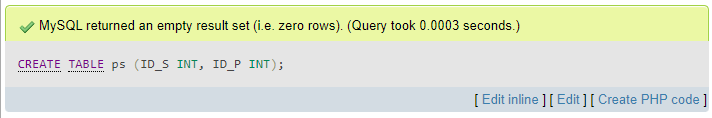 MySQL returned an empty result set (i.e. zero rows). (Query took 0.0003 seconds.)
CREATE TABLE ps (ID_S INT, ID_P INT);
[ Edit inline ] [ Edit ] [ Create PHP code ]